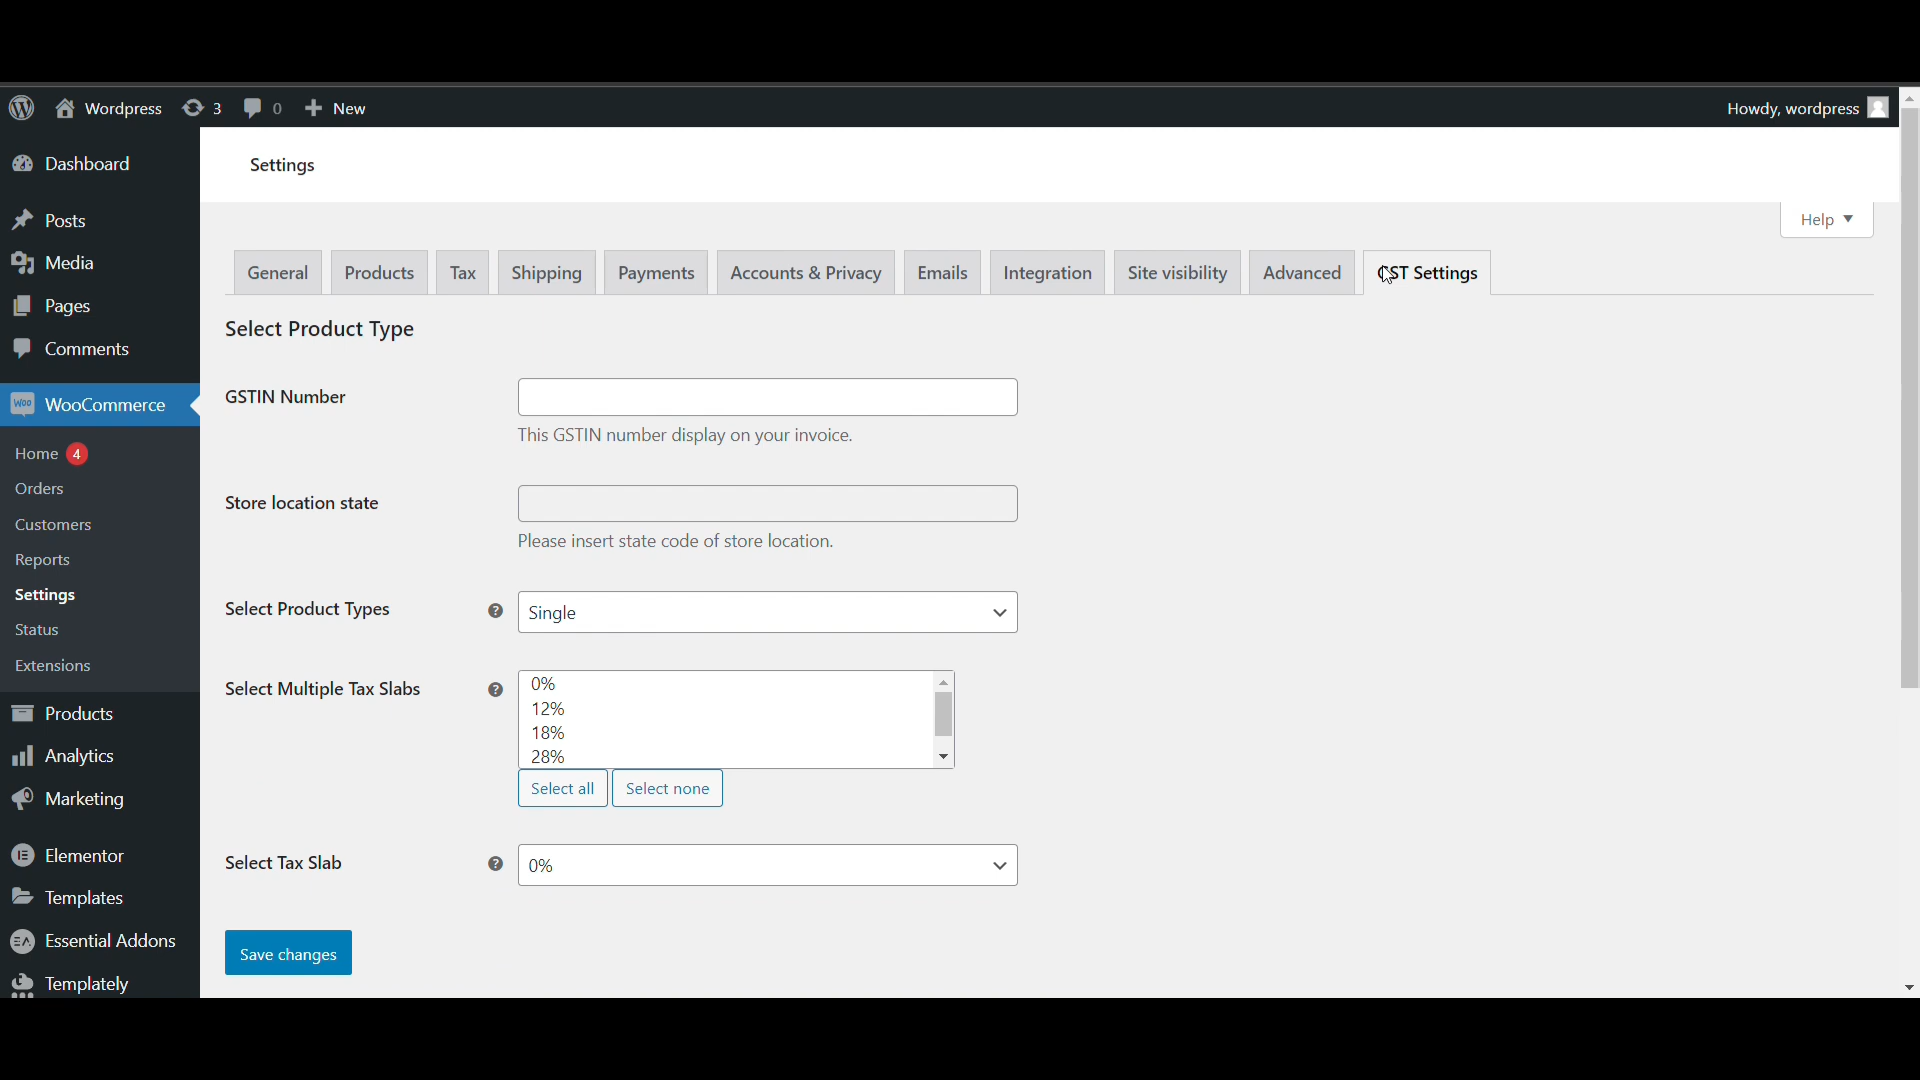 Wordpress 3 0 New Howdy, wordpress
Dashboard
Posts
Media
Pages
Comments
WooCommerce
Home 4
Orders
Customers
Reports
Settings
Status
Extensions
Products
Analytics
Marketing
Elementor
Templates
Essential Addons
Templately
Settings
Help
General Products Tax Shipping Payments Accounts & Privacy Emails Integration Site visibility Advanced GST Settings
Select Product Type
GSTIN Number
This GSTIN number display on your invoice.
Store location state
Please insert state code of store location.
Select Product Types Single
Select Multiple Tax Slabs
0%
12%
18%
28%
Select all Select none
Select Tax Slab 0%
Save changes